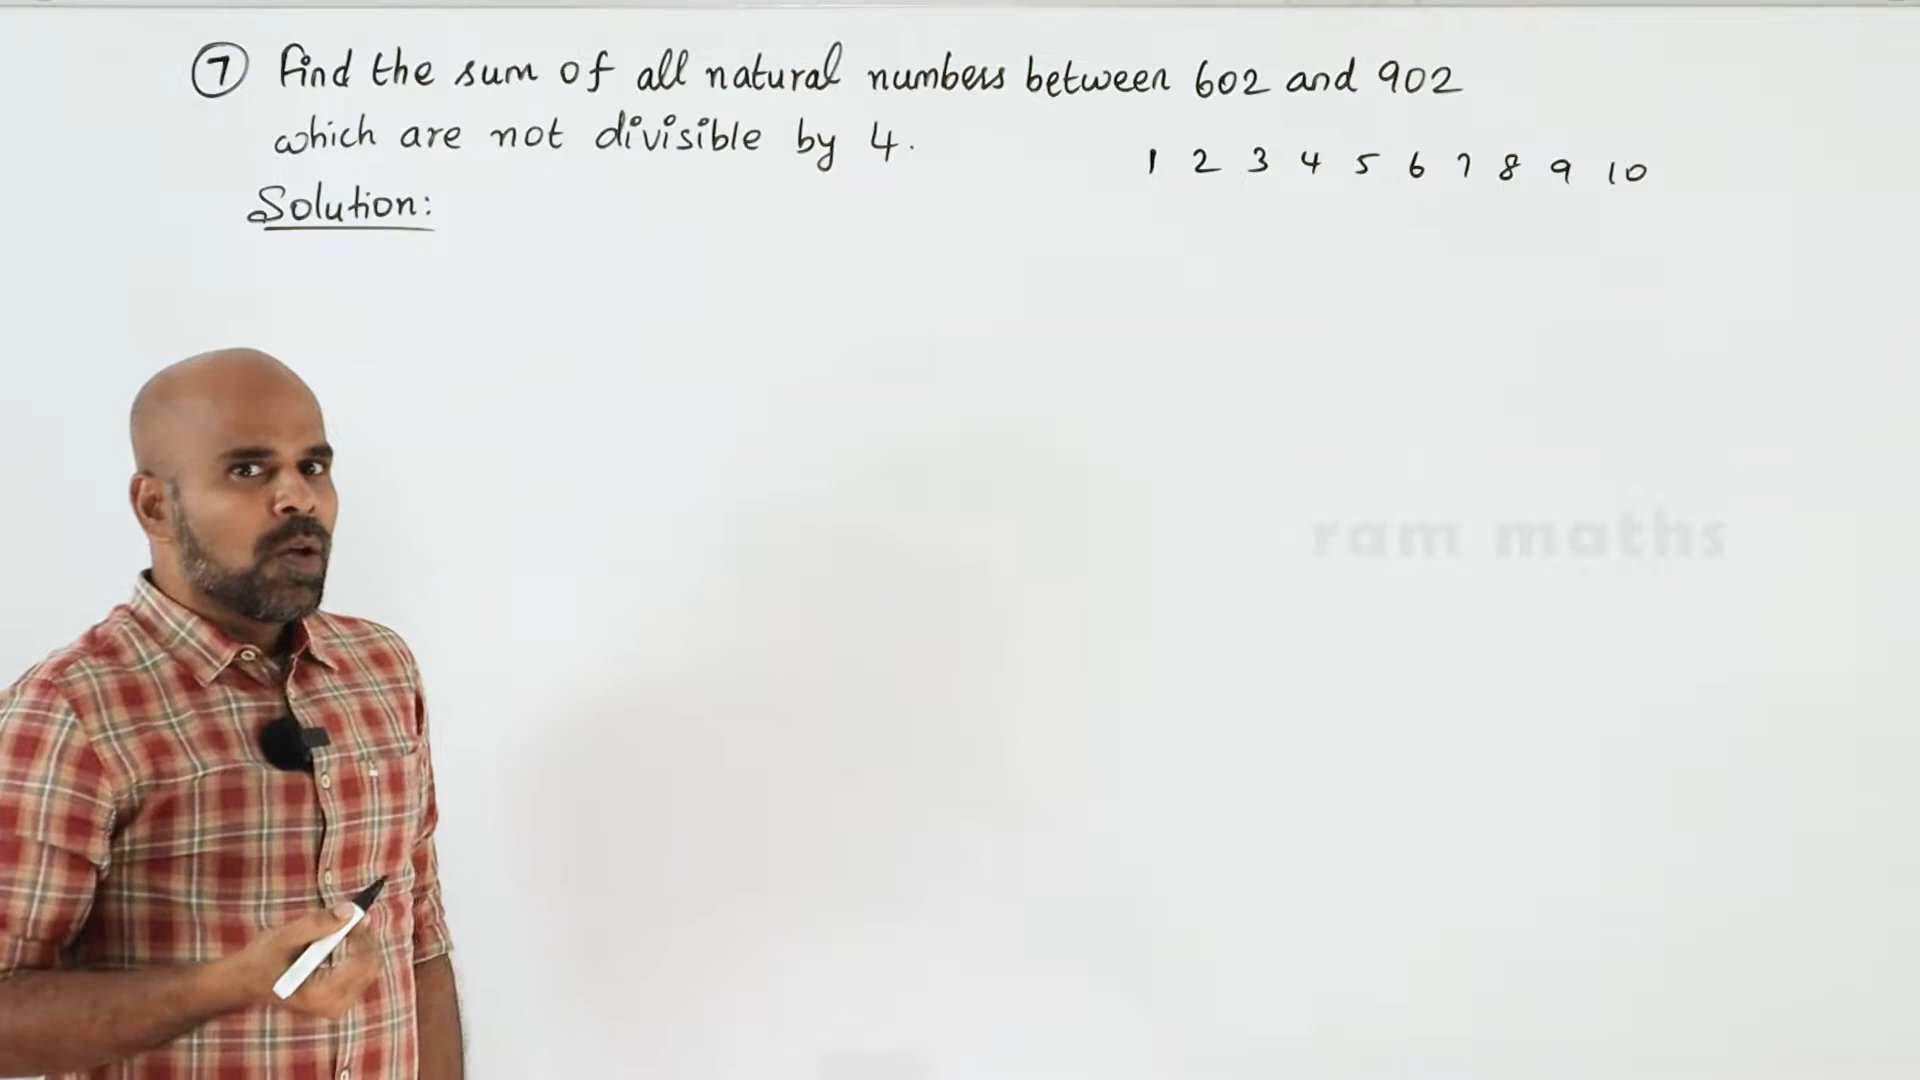 7 Find the sum of all natural numbers between 602 and 902
which are not divisible by 4.
1 2 3 4 5 6 7 8 9 10
Solution:
ram maths